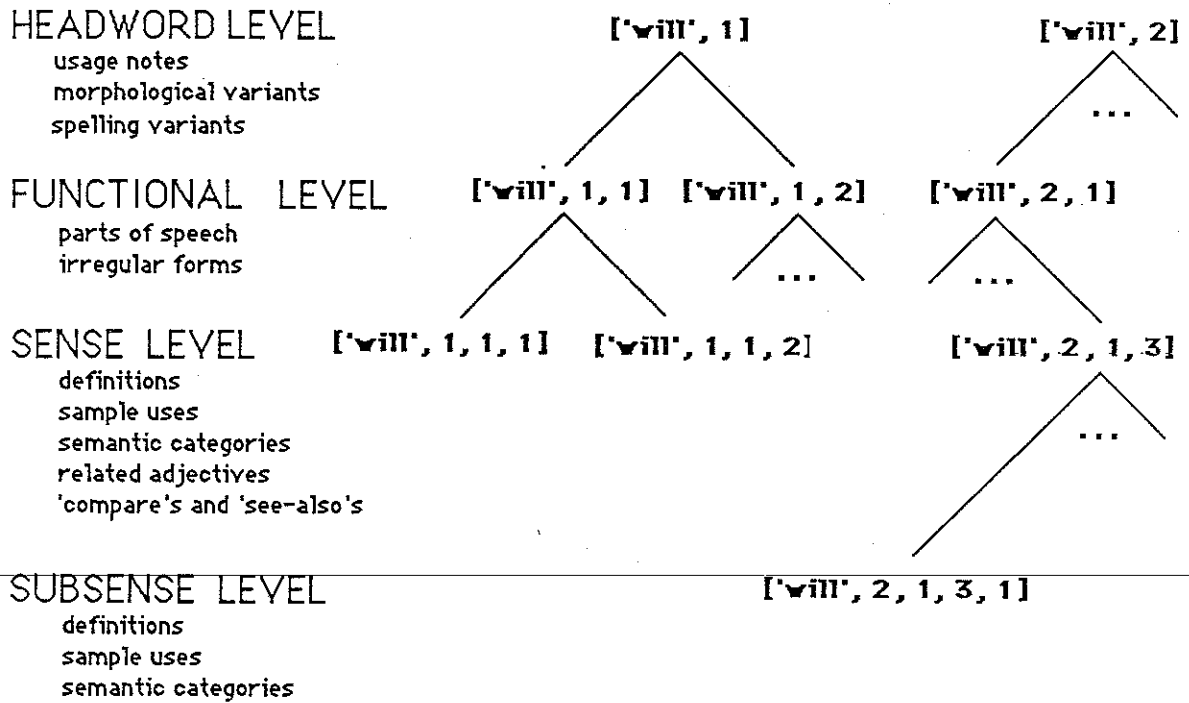 HEADWORD LEVEL ['will', 1] ['will', 2]
usage notes
morphological variants
spelling variants
...
FUNCTIONAL LEVEL ['will', 1, 1] ['will', 1, 2] ['will', 2, 1]
parts of speech
irregular forms
... ...
SENSE LEVEL ['will', 1, 1, 1] ['will', 1, 1, 2] ['will', 2, 1, 3]
definitions
sample uses
semantic categories
...
related adjectives
'compare's and 'see-also's
SUBSENSE LEVEL ['will', 2, 1, 3, 1]
definitions
sample uses
semantic categories